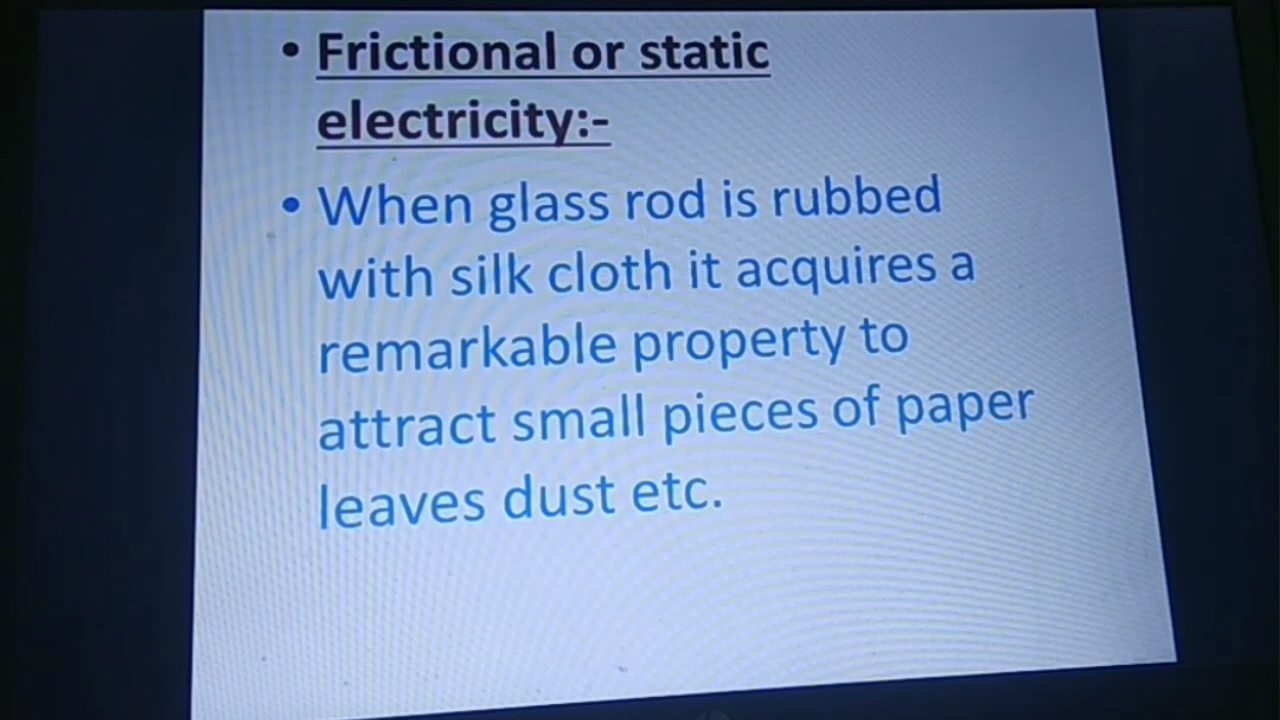 • Frictional or static
electricity:-
• When glass rod is rubbed
with silk cloth it acquires a
remarkable property to
attract small pieces of paper
leaves dust etc.